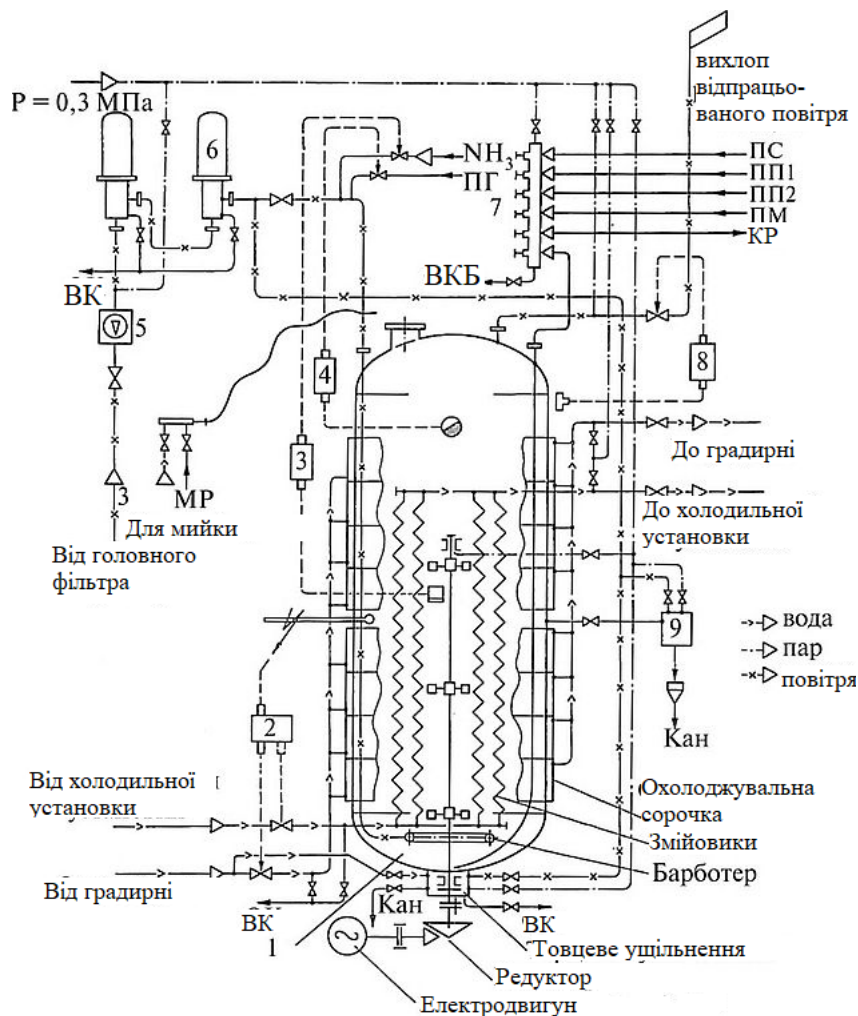 вихлоп
відпрацьо-
ваного повітря
P = 0,3 МПа
6
NH3
ПГ
7
ПС
ПП1
ПП2
ПМ
КР
ВКБ
ВК
5
4
8
3
3
МР
Для мийки
Від головного
фільтра
До градирні
До холодильної
установки
9
вода
пар
повітря
Кан
2
Від холодильної
установки
Охолоджувальна
сорочка
Змійовики
Барботер
Від градирні
ВК
1
Кан
ВК
Товцеве ущільнення
Редуктор
Електродвигун